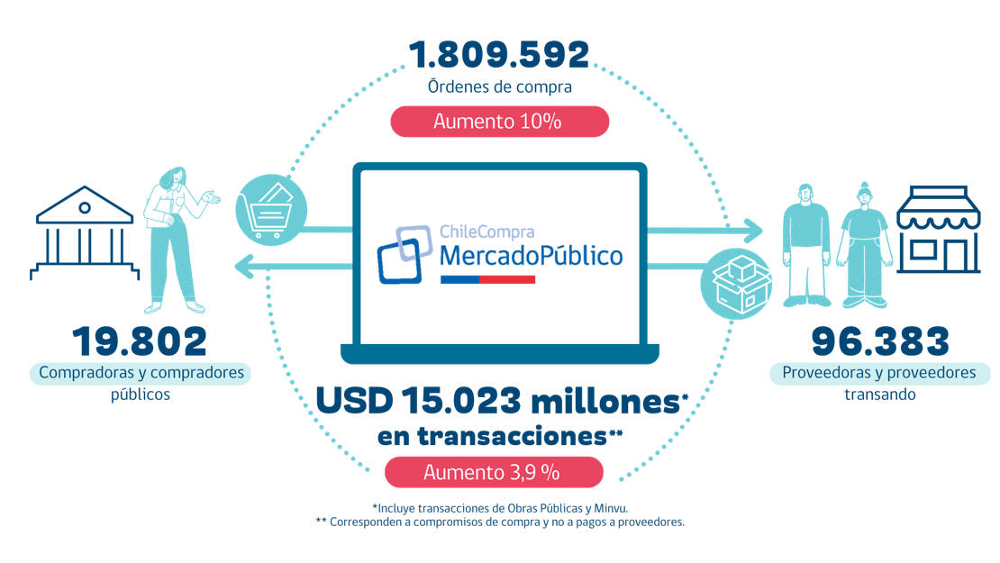 1.809.592
Órdenes de compra
Aumento 10%
ChileCompra
MercadoPúblico
19.802
Compradoras y compradores
públicos
96.383
Proveedoras y proveedores
transando
USD 15.023 millones*
en transacciones**
Aumento 3,9 %
*Incluye transacciones de Obras Públicas y Minvu.
** Corresponden a compromisos de compra y no a pagos a proveedores.